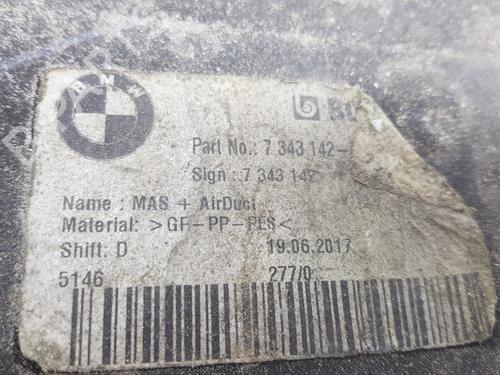 BMW
Part No.: 7 343 142-
Sign.: 7 343 142
Name : MAS + AirDuct
Material: >GF-PP-PES<
Shift: D 19.06.2017
5146 277/0